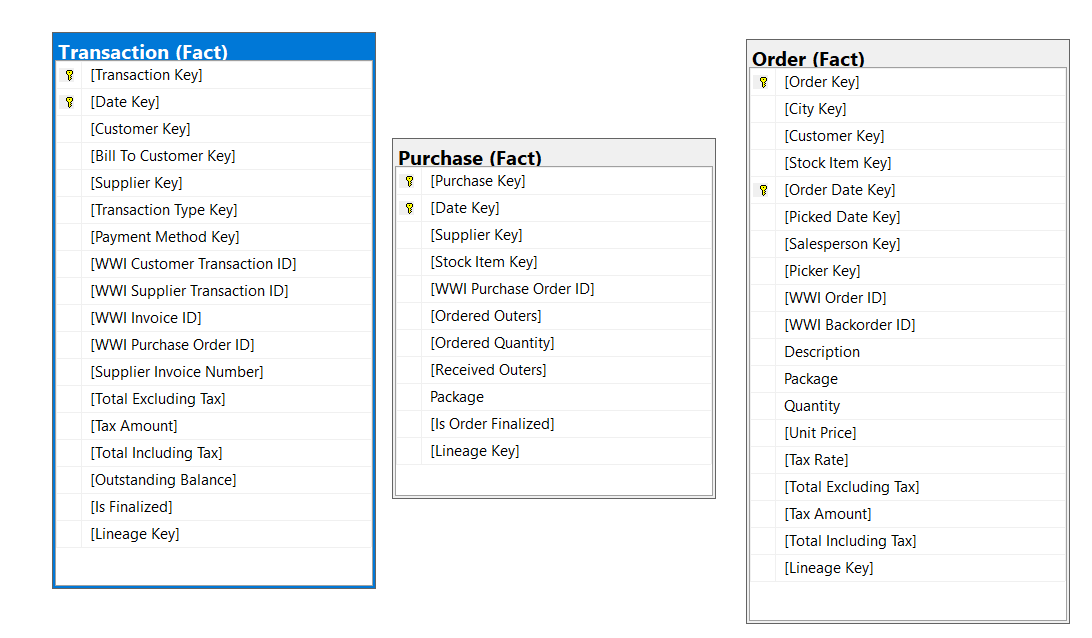 Transaction (Fact)
[Transaction Key]
[Date Key]
[Customer Key]
[Bill To Customer Key]
[Supplier Key]
[Transaction Type Key]
[Payment Method Key]
[WWI Customer Transaction ID]
[WWI Supplier Transaction ID]
[WWI Invoice ID]
[WWI Purchase Order ID]
[Supplier Invoice Number]
[Total Excluding Tax]
[Tax Amount]
[Total Including Tax]
[Outstanding Balance]
[Is Finalized]
[Lineage Key]
Purchase (Fact)
[Purchase Key]
[Date Key]
[Supplier Key]
[Stock Item Key]
[WWI Purchase Order ID]
[Ordered Outers]
[Ordered Quantity]
[Received Outers]
Package
[Is Order Finalized]
[Lineage Key]
Order (Fact)
[Order Key]
[City Key]
[Customer Key]
[Stock Item Key]
[Order Date Key]
[Picked Date Key]
[Salesperson Key]
[Picker Key]
[WWI Order ID]
[WWI Backorder ID]
Description
Package
Quantity
[Unit Price]
[Tax Rate]
[Total Excluding Tax]
[Tax Amount]
[Total Including Tax]
[Lineage Key]